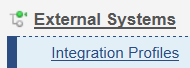 External Systems
Integration Profiles